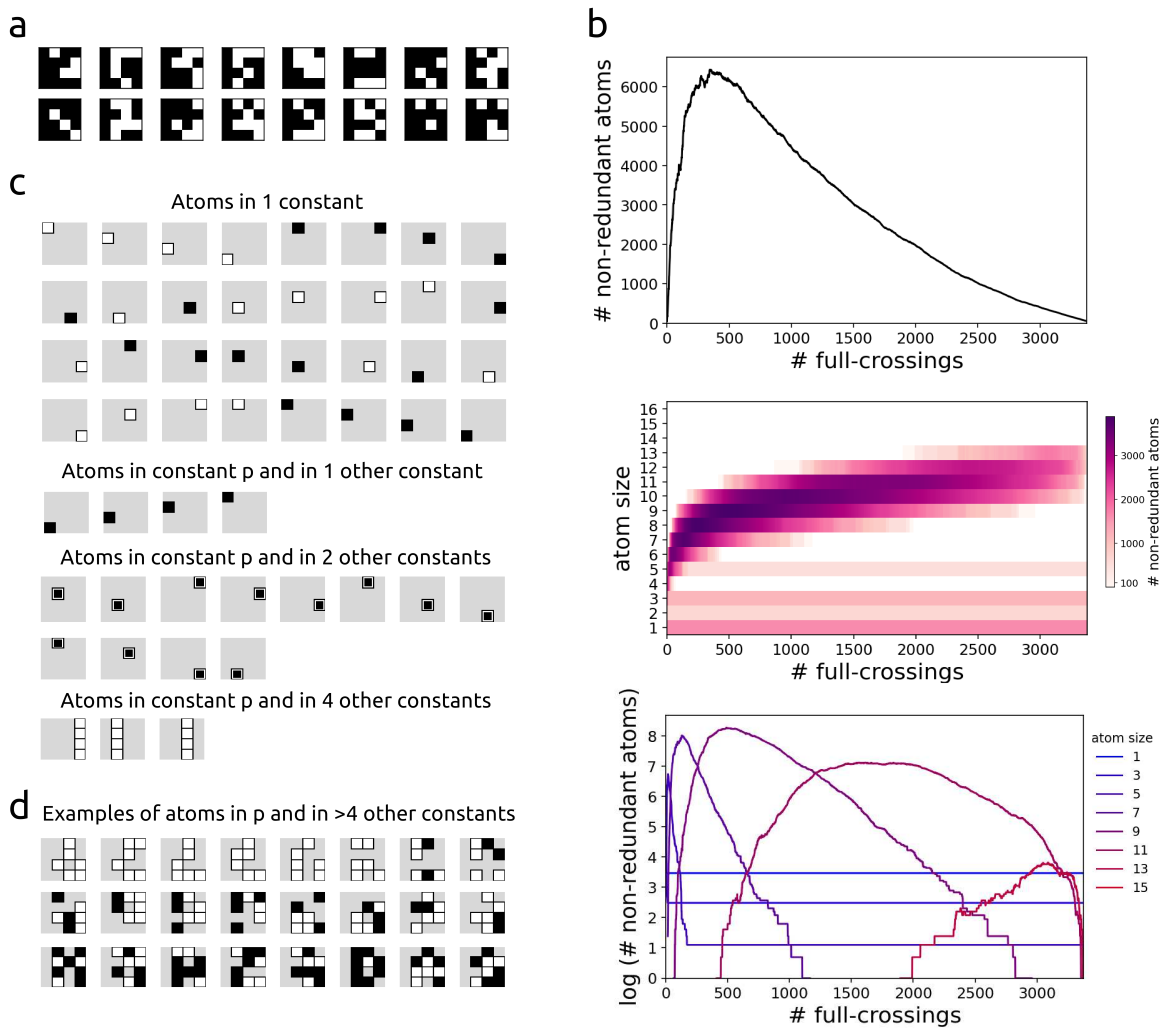 a
b
# non-redundant atoms
6000
5000
4000
3000
2000
1000
0
0 500 1000 1500 2000 2500 3000
# full-crossings
c
Atoms in 1 constant
Atoms in constant p and in 1 other constant
Atoms in constant p and in 2 other constants
Atoms in constant p and in 4 other constants
atom size
16
15
14
13
12
11
10
9
8
7
6
5
4
3
2
1
0 500 1000 1500 2000 2500 3000
# full-crossings
3000
2000
1000
100
# non-redundant atoms
d
Examples of atoms in p and in >4 other constants
log (# non-redundant atoms)
8
7
6
5
4
3
2
1
0
0 500 1000 1500 2000 2500 3000
# full-crossings
atom size
1
3
5
7
9
11
13
15